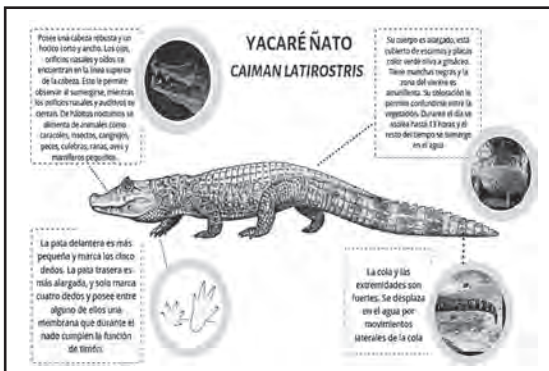 Posee una cabeza robusta y un
hocico corto y ancho. Los ojos,
orificios nasales y oídos se
encuentran en la línea superior
de la cabeza. Esto le permite
observar al sumergirse, mientras
los orificios nasales y auditivos se
cierran. De hábitos nocturnos se
alimenta de animales como
caracoles, insectos, cangrejos,
peces, culebras, ranas, aves y
mamíferos pequeños.
YACARÉ ÑATO
CAIMAN LATIROSTRIS
Su cuerpo es alargado, está
cubierto de escamas y placas
color verde oliva a grisáceo.
Tiene manchas negras y la
zona del vientre es
amarillenta. Su coloración le
permite confundirse entre la
vegetación. Durante el día se
asolea hasta 13 horas y el
resto del tiempo se sumerge
en el agua
La pata delantera es más
pequeña y marca los cinco
dedos. La pata trasera es
más alargada, y solo marca
cuatro dedos y posee entre
alguno de ellos una
membrana que durante el
nado cumplen la función
de timón.
La cola y las
extremidades son
fuertes. Se desplaza
en el agua por
movimientos
laterales de la cola